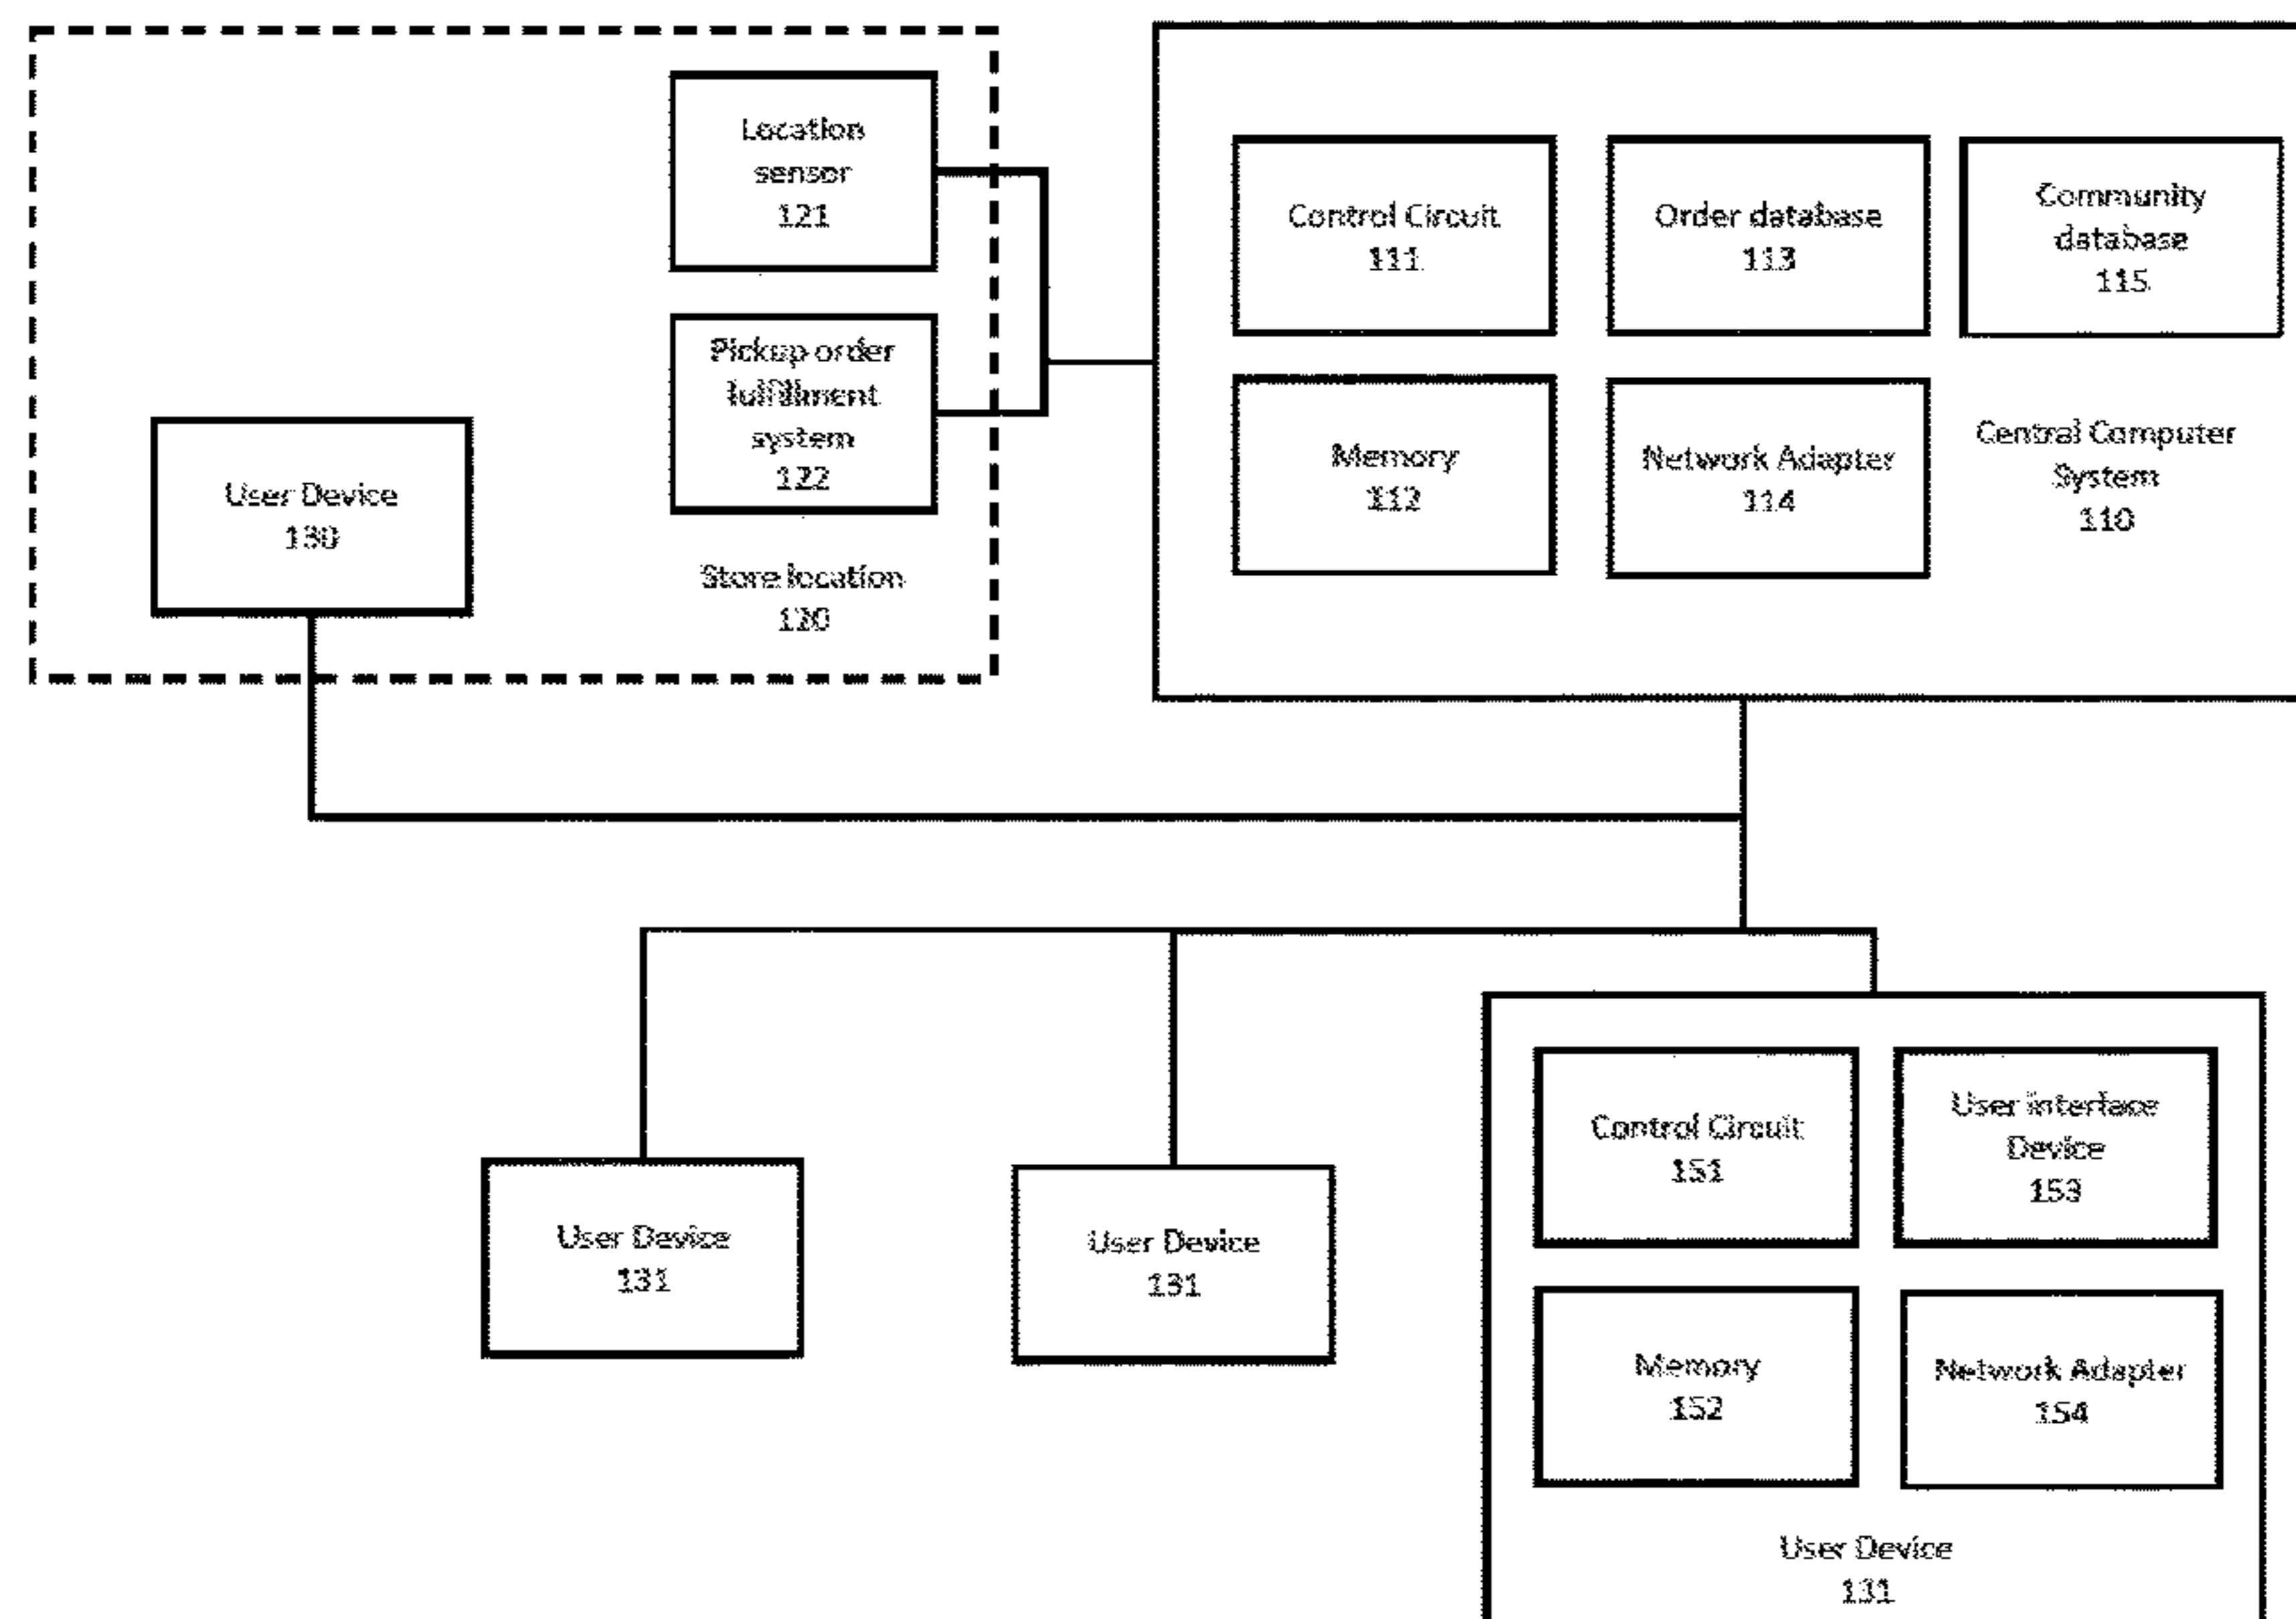 Location
sensor
121
Pickup order
fulfillment
system
122
User Device
130
Store location
120
Control Circuit
111
Order database
113
Community
database
115
Memory
112
Network Adapter
114
Central Computer
System
110
User Device
131
User Device
131
Control Circuit
151
User interface
Device
153
Memory
152
Network Adapter
154
User Device
131